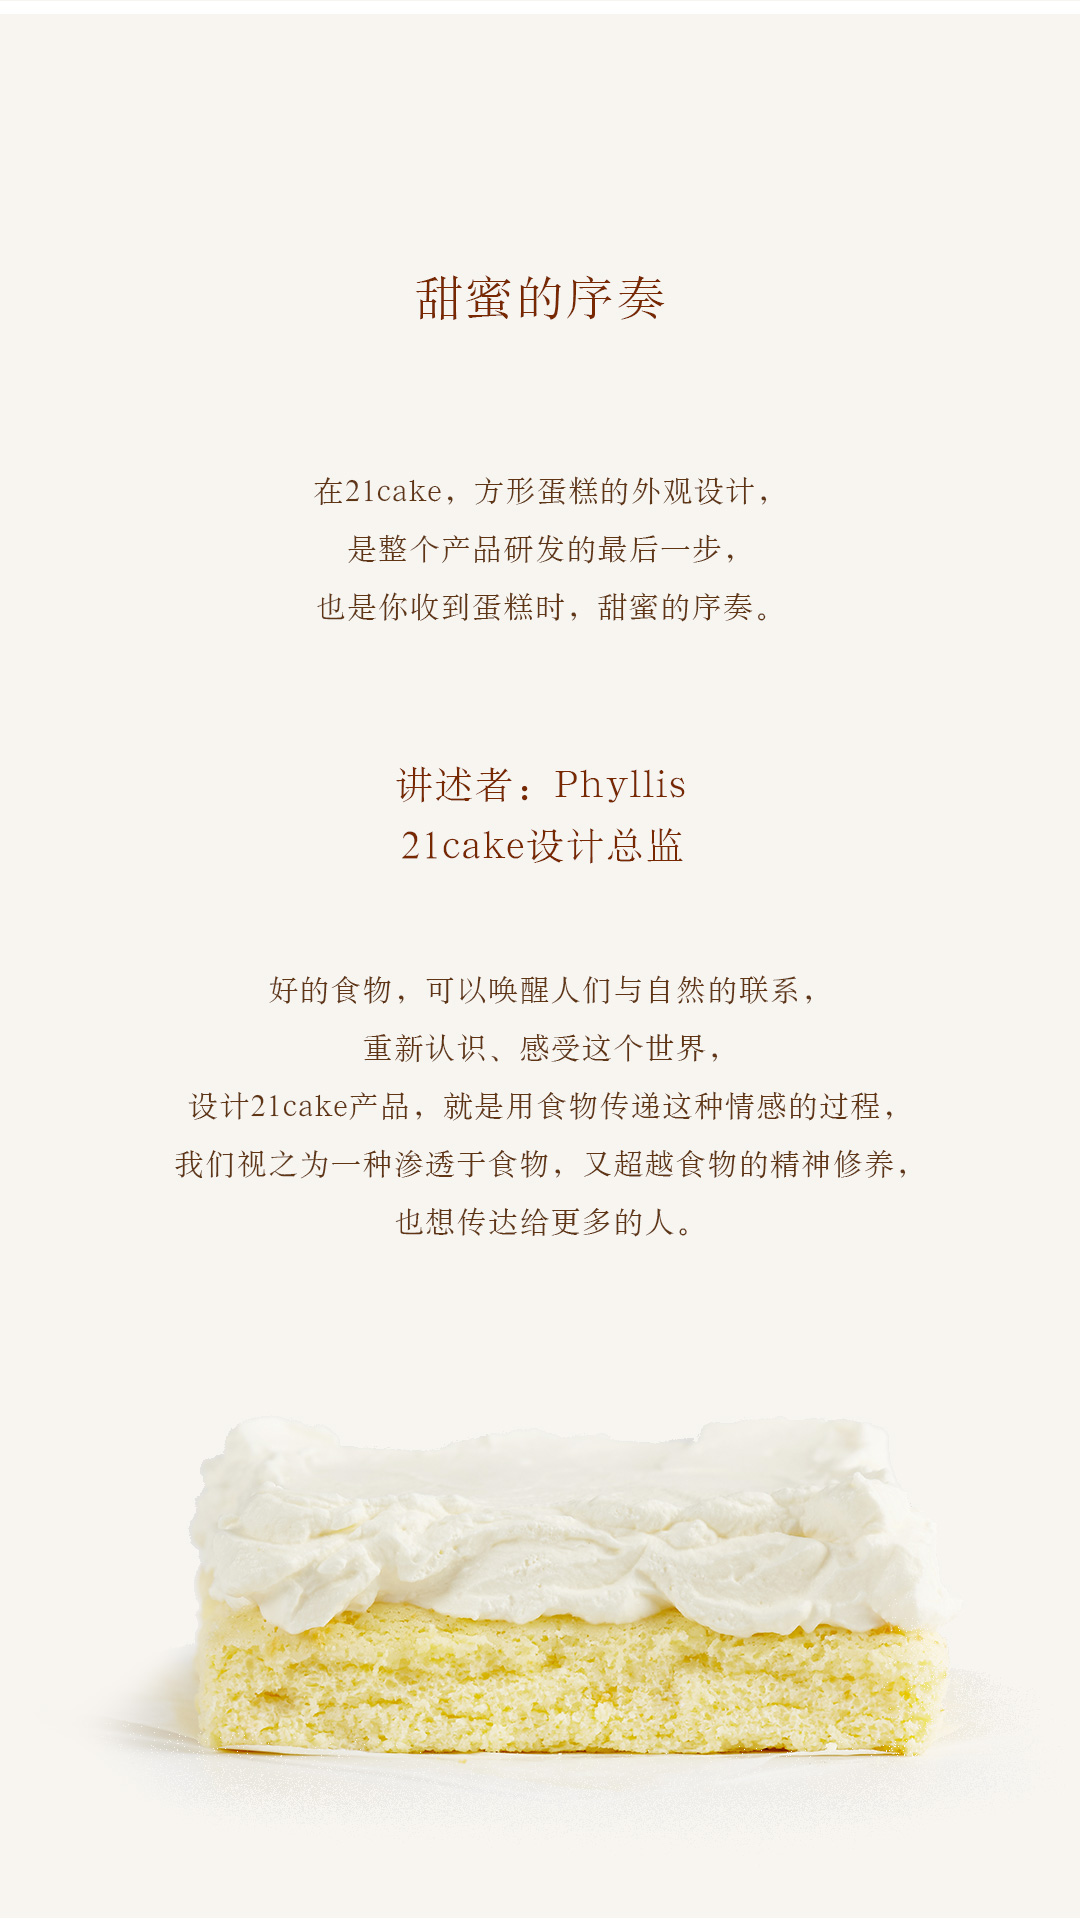 甜蜜的序奏
在21cake，方形蛋糕的外观设计，
是整个产品研发的最后一步，
也是你收到蛋糕时，甜蜜的序奏。
讲述者：Phyllis
21cake设计总监
好的食物，可以唤醒人们与自然的联系，
重新认识、感受这个世界，
设计21cake产品，就是用食物传递这种情感的过程，
我们视之为一种渗透于食物，又超越食物的精神修养，
也想传达给更多的人。